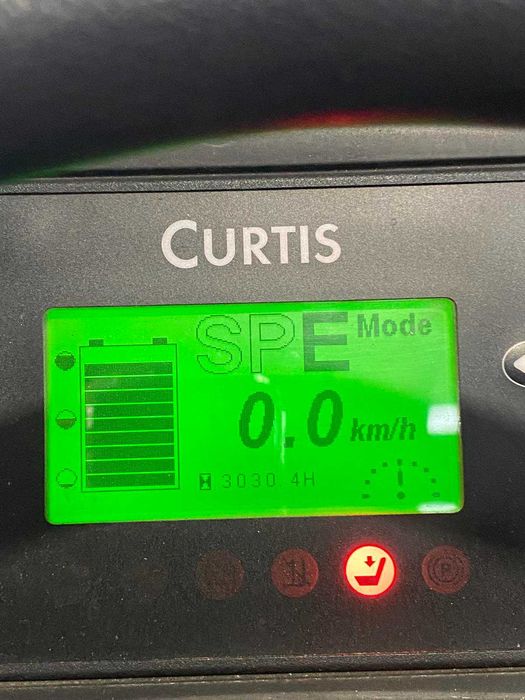 CURTIS
SPE Mode
0.0 km/h
3030.4H
P